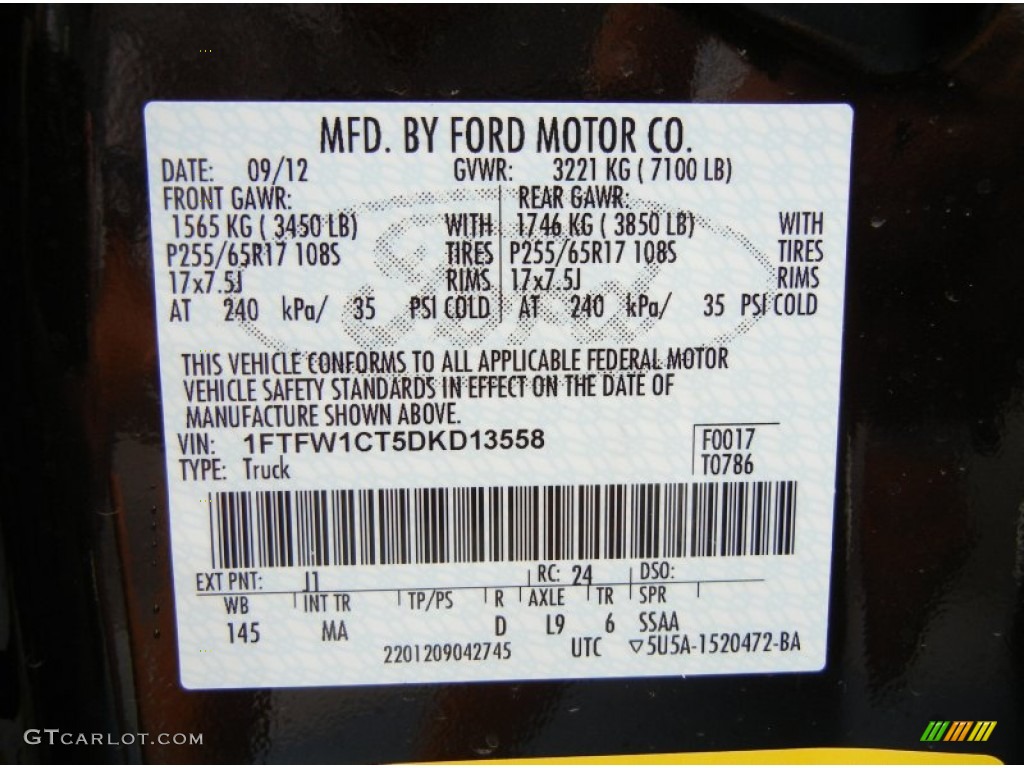 MFD. BY FORD MOTOR CO.
DATE: 09/12 GVWR: 3221 KG ( 7100 LB)
FRONT GAWR: REAR GAWR:
1565 KG ( 3450 LB) WITH 1746 KG ( 3850 LB) WITH
P255/65R17 108S TIRES P255/65R17 108S TIRES
17x7.5J RIMS 17x7.5J RIMS
AT 240 kPa/ 35 PSI COLD AT 240 kPa/ 35 PSI COLD
Ford
THIS VEHICLE CONFORMS TO ALL APPLICABLE FEDERAL MOTOR
VEHICLE SAFETY STANDARDS IN EFFECT ON THE DATE OF
MANUFACTURE SHOWN ABOVE.
VIN: 1FTFW1CT5DKD13558 F0017
TYPE: Truck T0786
EXT PNT: J1 RC: 24 DSO:
WB INT TR TP/PS R AXLE TR SPR
145 MA D L9 6 SSAA
2201209042745 UTC ▽5U5A-1520472-BA
GTCARLOT.COM